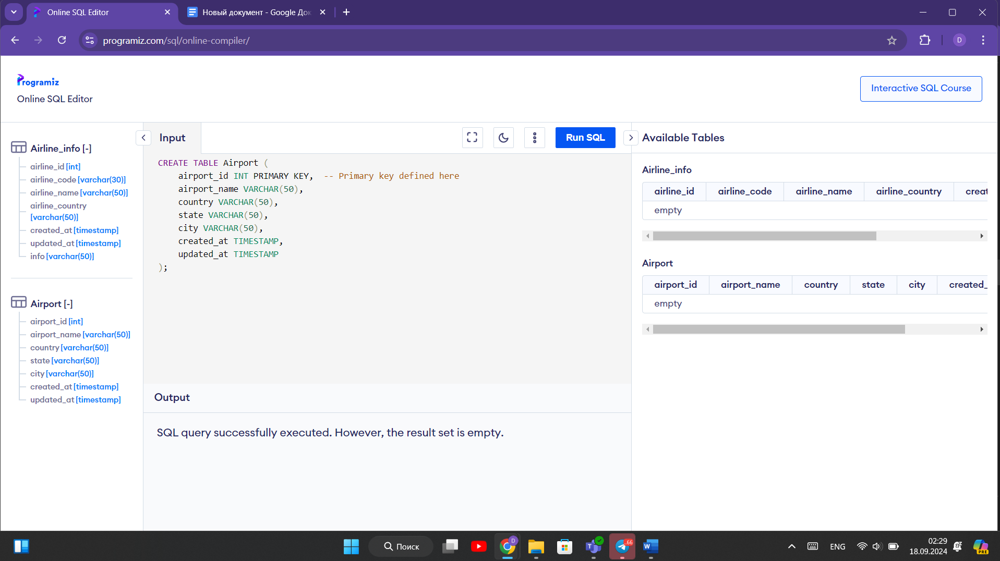 Online SQL Editor
Новый документ - Google Док
programiz.com/sql/online-compiler/
D
Programiz
Online SQL Editor
Interactive SQL Course
Airline_info [-]
airline_id [int]
airline_code [varchar(30)]
airline_name [varchar(50)]
airline_country
[varchar(50)]
created_at [timestamp]
updated_at [timestamp]
info [varchar(50)]
Airport [-]
airport_id [int]
airport_name [varchar(50)]
country [varchar(50)]
state [varchar(50)]
city [varchar(50)]
created_at [timestamp]
updated_at [timestamp]
Input
Run SQL
CREATE TABLE Airport (
airport_id INT PRIMARY KEY,  -- Primary key defined here
airport_name VARCHAR(50),
country VARCHAR(50),
state VARCHAR(50),
city VARCHAR(50),
created_at TIMESTAMP,
updated_at TIMESTAMP
);
Output
SQL query successfully executed. However, the result set is empty.
Available Tables
Airline_info
airline_id airline_code airline_name airline_country creat
empty
Airport
airport_id airport_name country state city created_
empty
Поиск
D
T
..66
W
ENG
02:29
18.09.2024
PRE